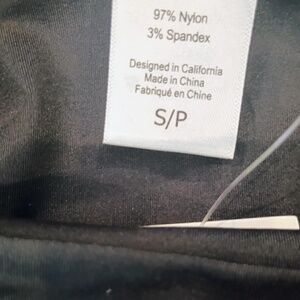 97% Nylon
3% Spandex
Designed in California
Made in China
Fabriqué en Chine
S/P